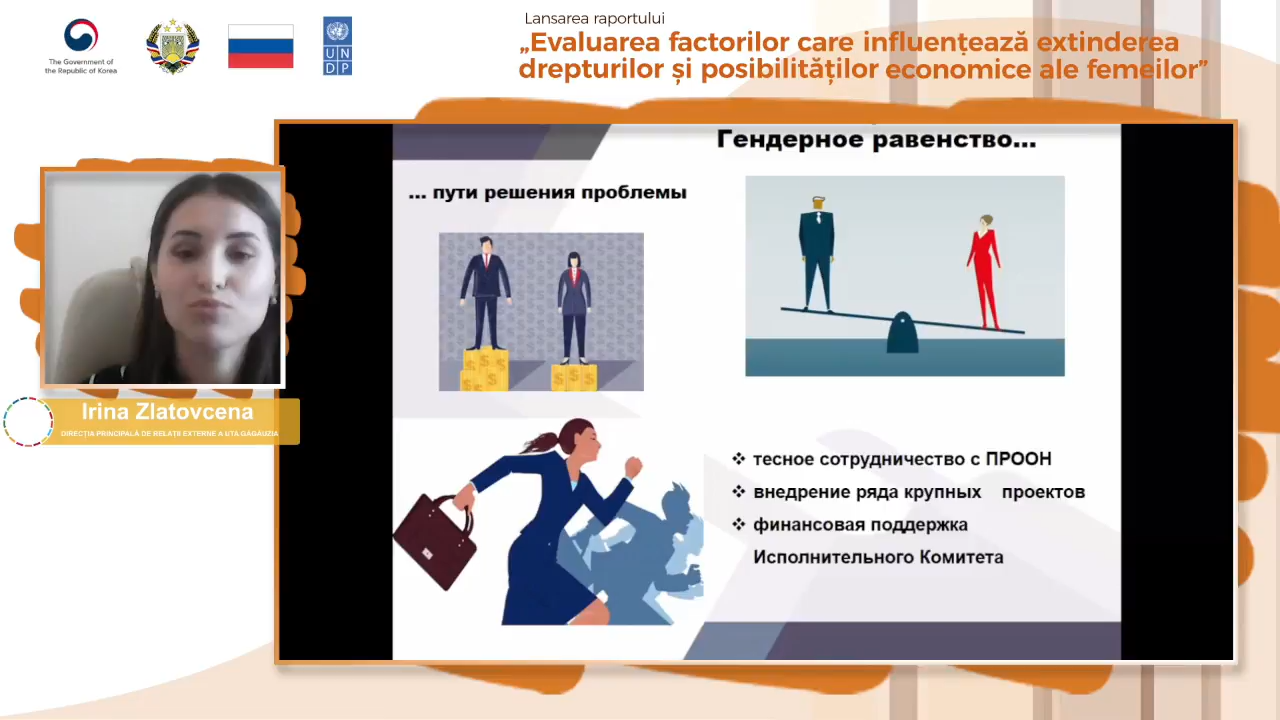 The Government of
the Republic of Korea
U N
D P
Lansarea raportului
„Evaluarea factorilor care influențează extinderea
drepturilor și posibilităților economice ale femeilor”
Гендерное равенство...
... пути решения проблемы
❖ тесное сотрудничество с ПРООН
❖ внедрение ряда крупных проектов
❖ финансовая поддержка
Исполнительного Комитета
Irina Zlatovcena
DIRECȚIA PRINCIPALĂ DE RELAȚII EXTERNE A UTA GĂGĂUZIA